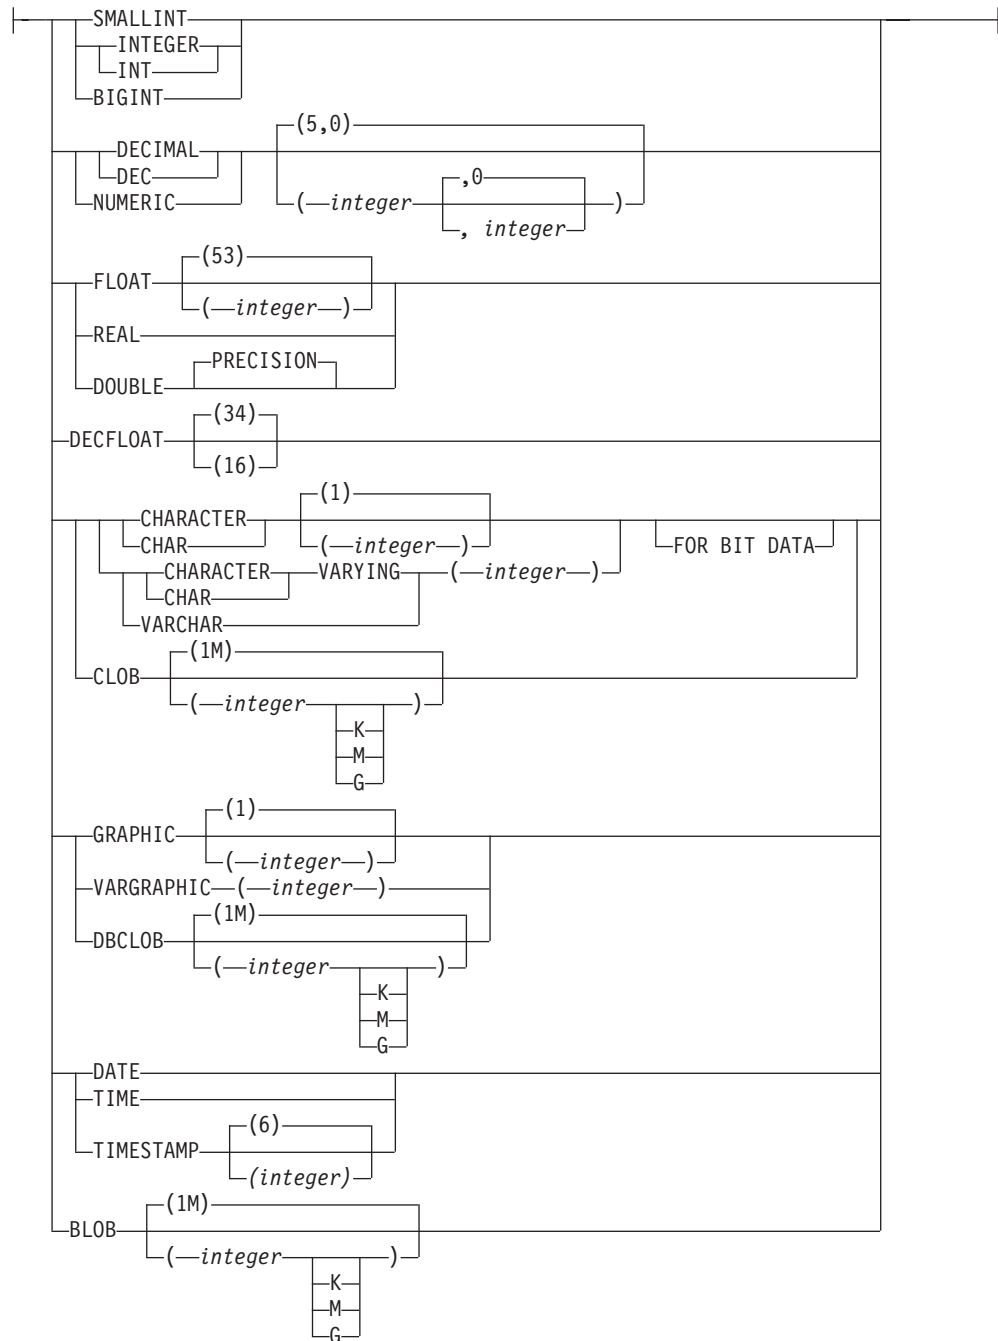 SMALLINT
INTEGER
INT
BIGINT
(5,0)
DECIMAL
DEC
,0
NUMERIC
( integer )
, integer
(53)
FLOAT
( integer )
REAL
PRECISION
DOUBLE
(34)
DECFLOAT
(16)
(1)
CHARACTER
CHAR
( integer )
FOR BIT DATA
CHARACTER VARYING ( integer )
CHAR
VARCHAR
(1M)
CLOB
( integer )
K
M
G
(1)
GRAPHIC
( integer )
VARGRAPHIC ( integer )
(1M)
DBCLOB
( integer )
K
M
G
DATE
TIME
(6)
TIMESTAMP
(integer)
(1M)
BLOB
( integer )
K
M
G